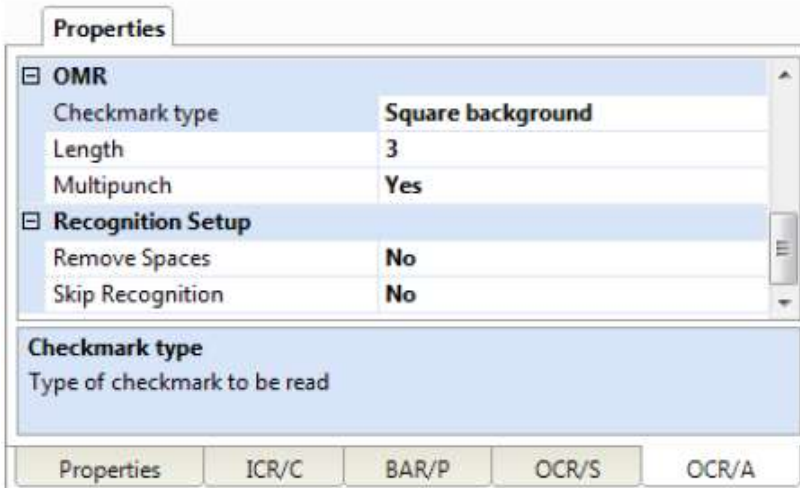 Properties
OMR
Checkmark type Square background
Length 3
Multipunch Yes
Recognition Setup
Remove Spaces No
Skip Recognition No
Checkmark type
Type of checkmark to be read
Properties ICR/C BAR/P OCR/S OCR/A